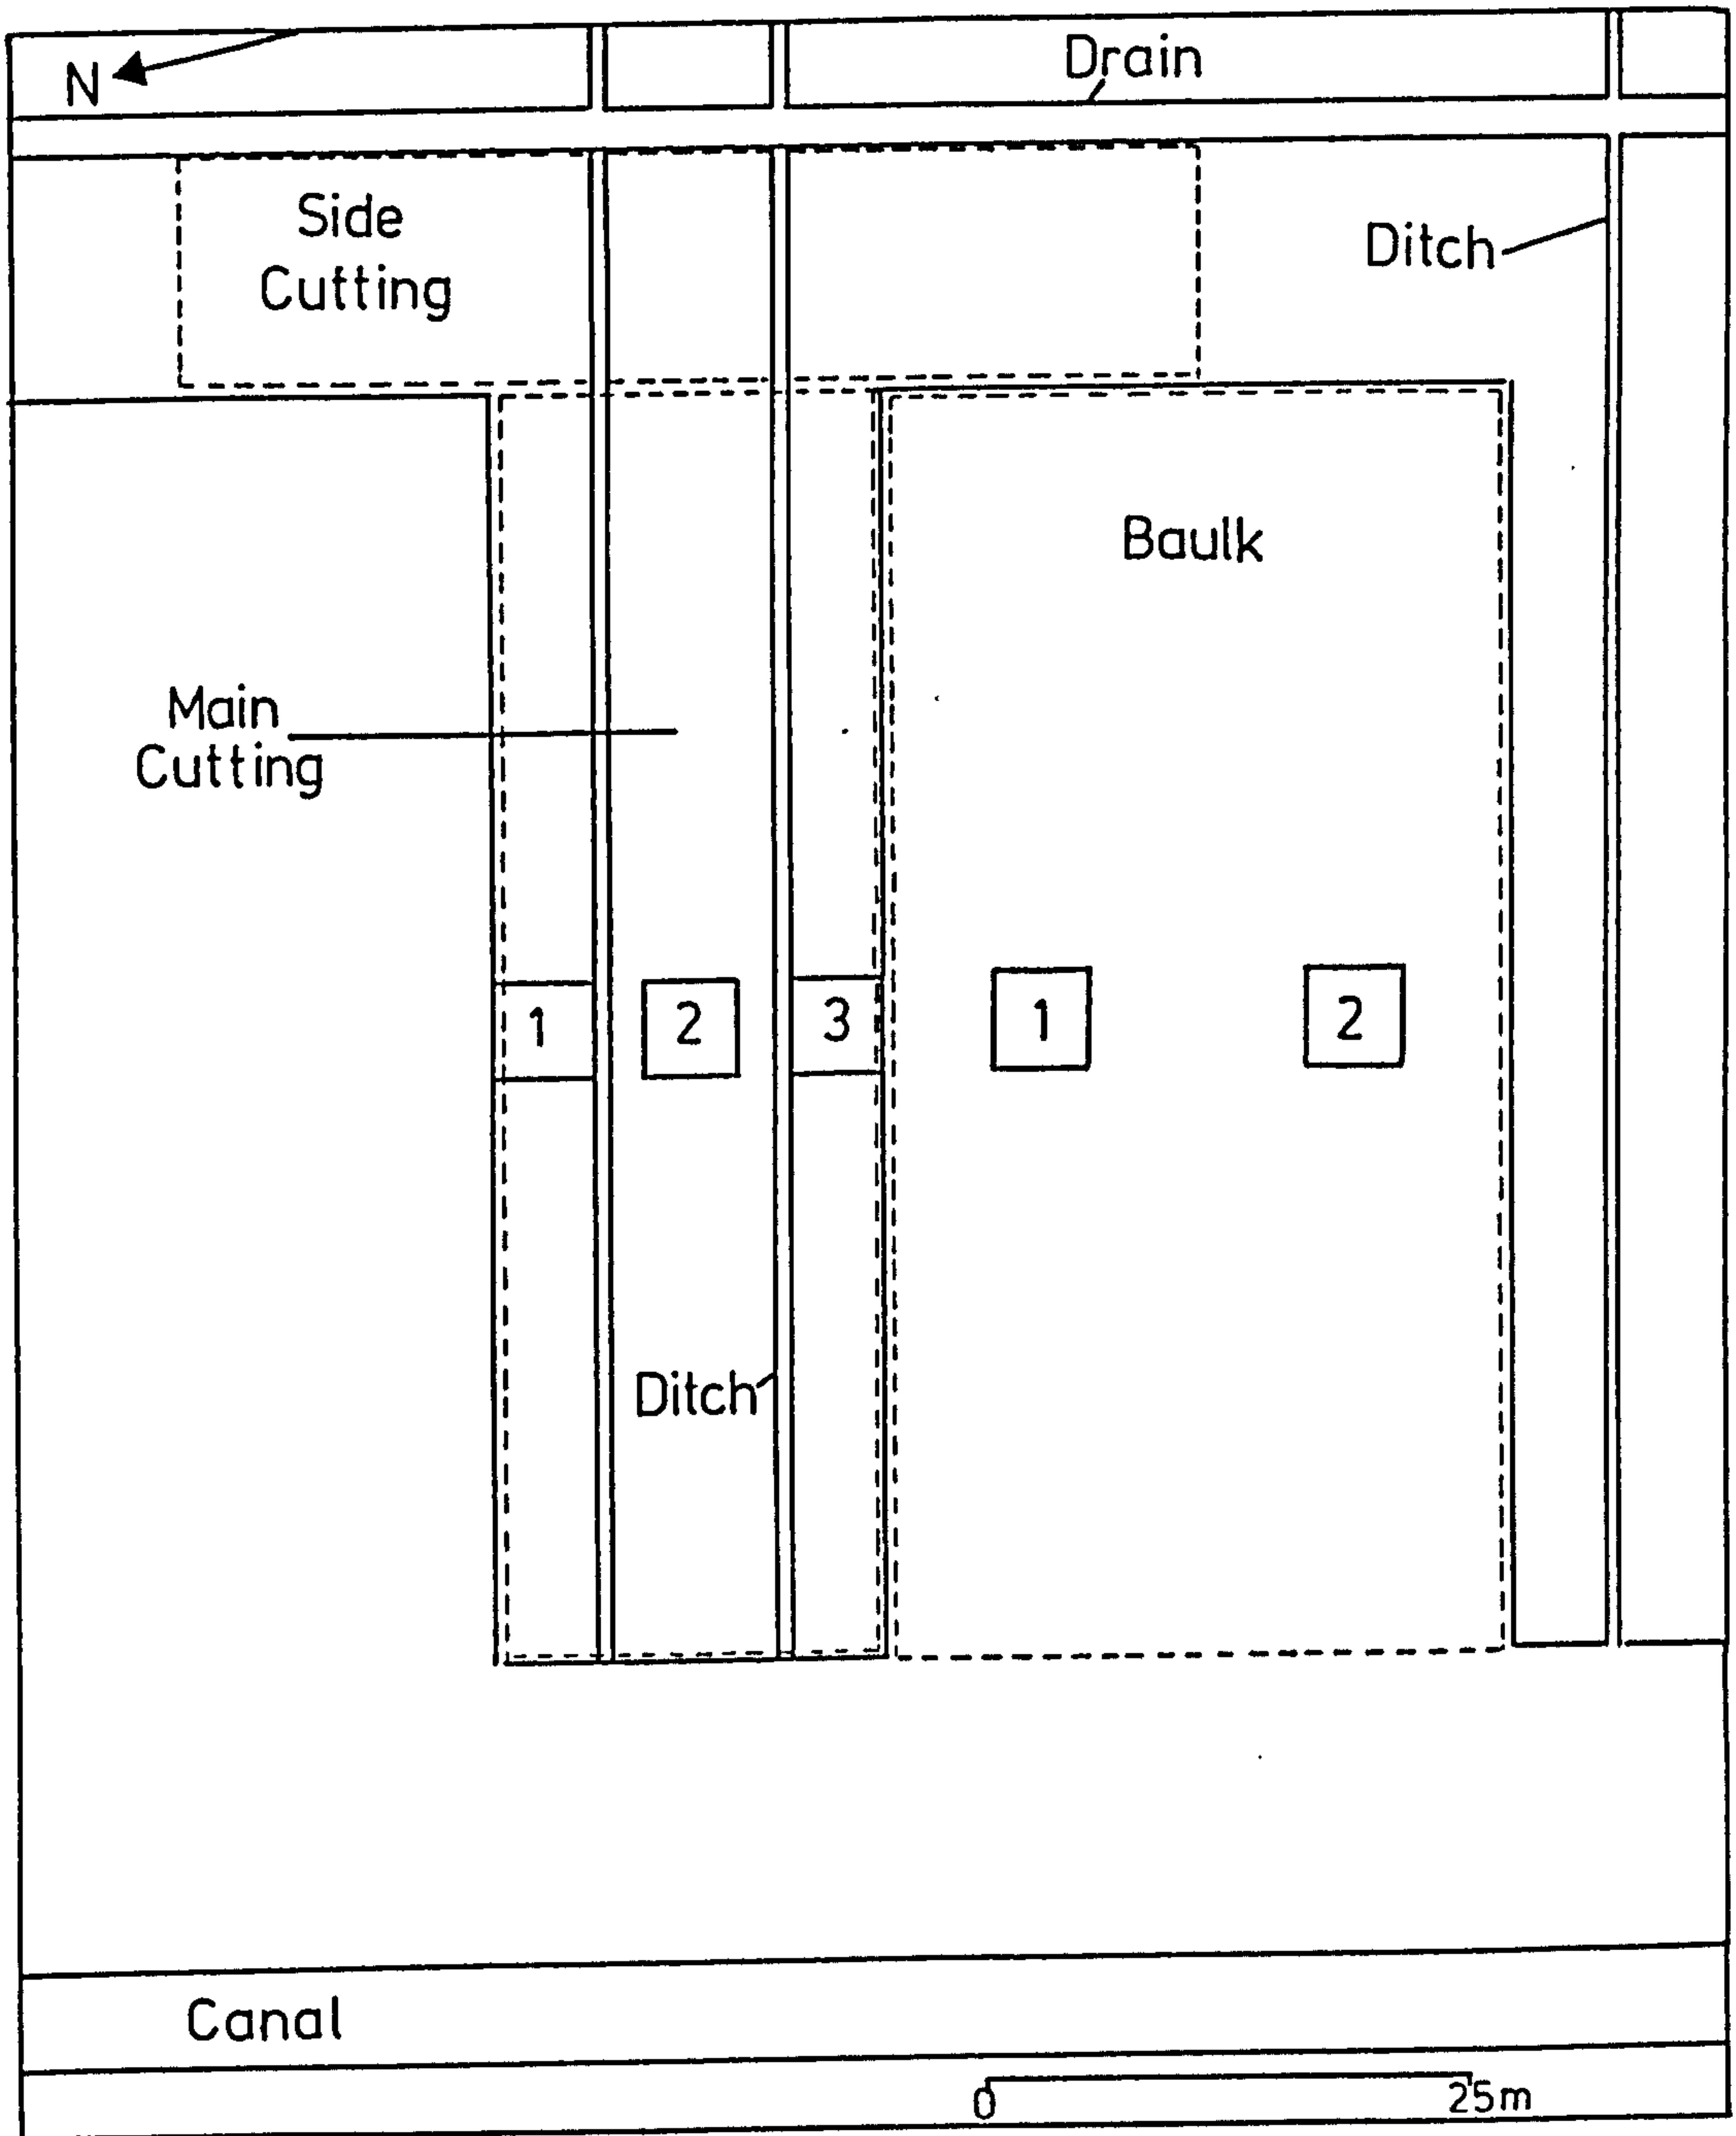 N
Drain
Side
Cutting
Ditch
Baulk
Main
Cutting
1
2
3
1
2
Ditch
Canal
0
25m